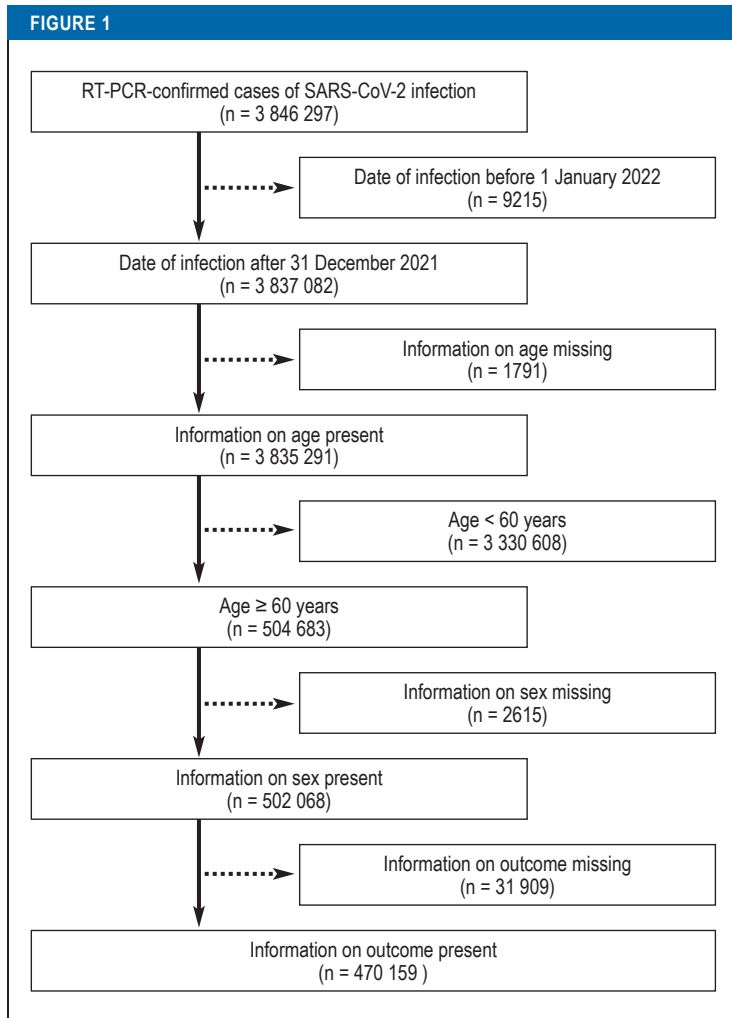 FIGURE 1
RT-PCR-confirmed cases of SARS-CoV-2 infection
(n = 3 846 297)
Date of infection before 1 January 2022
(n = 9215)
Date of infection after 31 December 2021
(n = 3 837 082)
Information on age missing
(n = 1791)
Information on age present
(n = 3 835 291)
Age < 60 years
(n = 3 330 608)
Age ≥ 60 years
(n = 504 683)
Information on sex missing
(n = 2615)
Information on sex present
(n = 502 068)
Information on outcome missing
(n = 31 909)
Information on outcome present
(n = 470 159 )